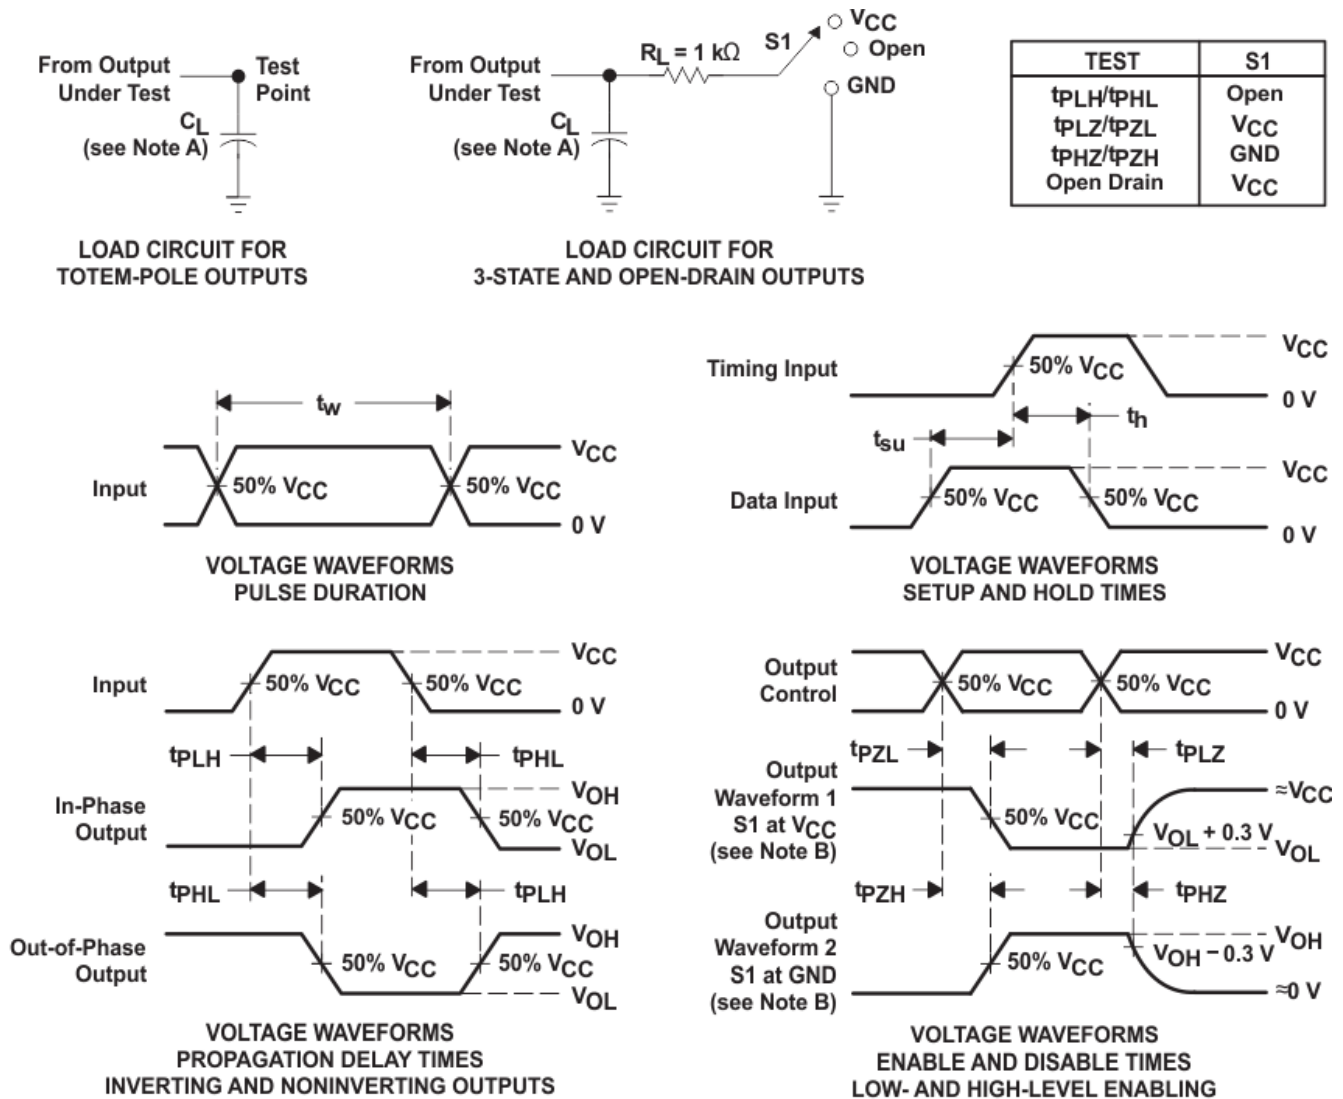 From Output
Under Test
Test
Point
CL
(see Note A)
LOAD CIRCUIT FOR
TOTEM-POLE OUTPUTS
From Output
Under Test
RL = 1 kΩ
S1
VCC
Open
GND
CL
(see Note A)
LOAD CIRCUIT FOR
3-STATE AND OPEN-DRAIN OUTPUTS
TEST S1
tPLH/tPHL Open
tPLZ/tPZL VCC
tPHZ/tPZH GND
Open Drain VCC
tw
Input
50% VCC
50% VCC
VCC
0 V
VOLTAGE WAVEFORMS
PULSE DURATION
Timing Input
50% VCC
VCC
0 V
tsu
th
Data Input
50% VCC
50% VCC
VCC
0 V
VOLTAGE WAVEFORMS
SETUP AND HOLD TIMES
Input
50% VCC
50% VCC
VCC
0 V
tPLH
tPHL
In-Phase
Output
50% VCC
50% VCC
VOH
VOL
tPHL
tPLH
Out-of-Phase
Output
50% VCC
50% VCC
VOH
VOL
VOLTAGE WAVEFORMS
PROPAGATION DELAY TIMES
INVERTING AND NONINVERTING OUTPUTS
Output
Control
50% VCC
50% VCC
VCC
0 V
tPZL
tPLZ
Output
Waveform 1
S1 at VCC
(see Note B)
50% VCC
VOL + 0.3 V
≈VCC
VOL
tPZH
tPHZ
Output
Waveform 2
S1 at GND
(see Note B)
50% VCC
VOH − 0.3 V
VOH
≈0 V
VOLTAGE WAVEFORMS
ENABLE AND DISABLE TIMES
LOW- AND HIGH-LEVEL ENABLING